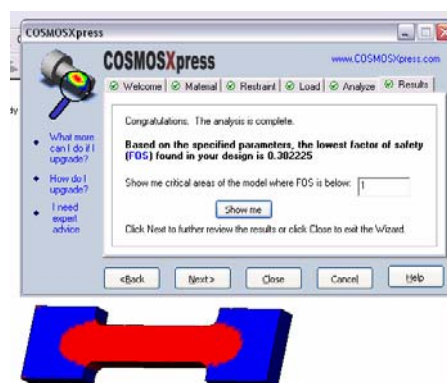 COSMOSXpress
COSMOSXpress
www.COSMOSXpress.com
Welcome
Material
Restraint
Load
Analyze
Results
What more can I do if I upgrade?
How do I upgrade?
I need expert advice
Congratulations. The analysis is complete.
Based on the specified parameters, the lowest factor of safety
(FOS) found in your design is 0.302225
Show me critical areas of the model where FOS is below: 1
Show me
Click Next to further review the results or click Close to exit the Wizard.
<Back
Next>
Close
Cancel
Help